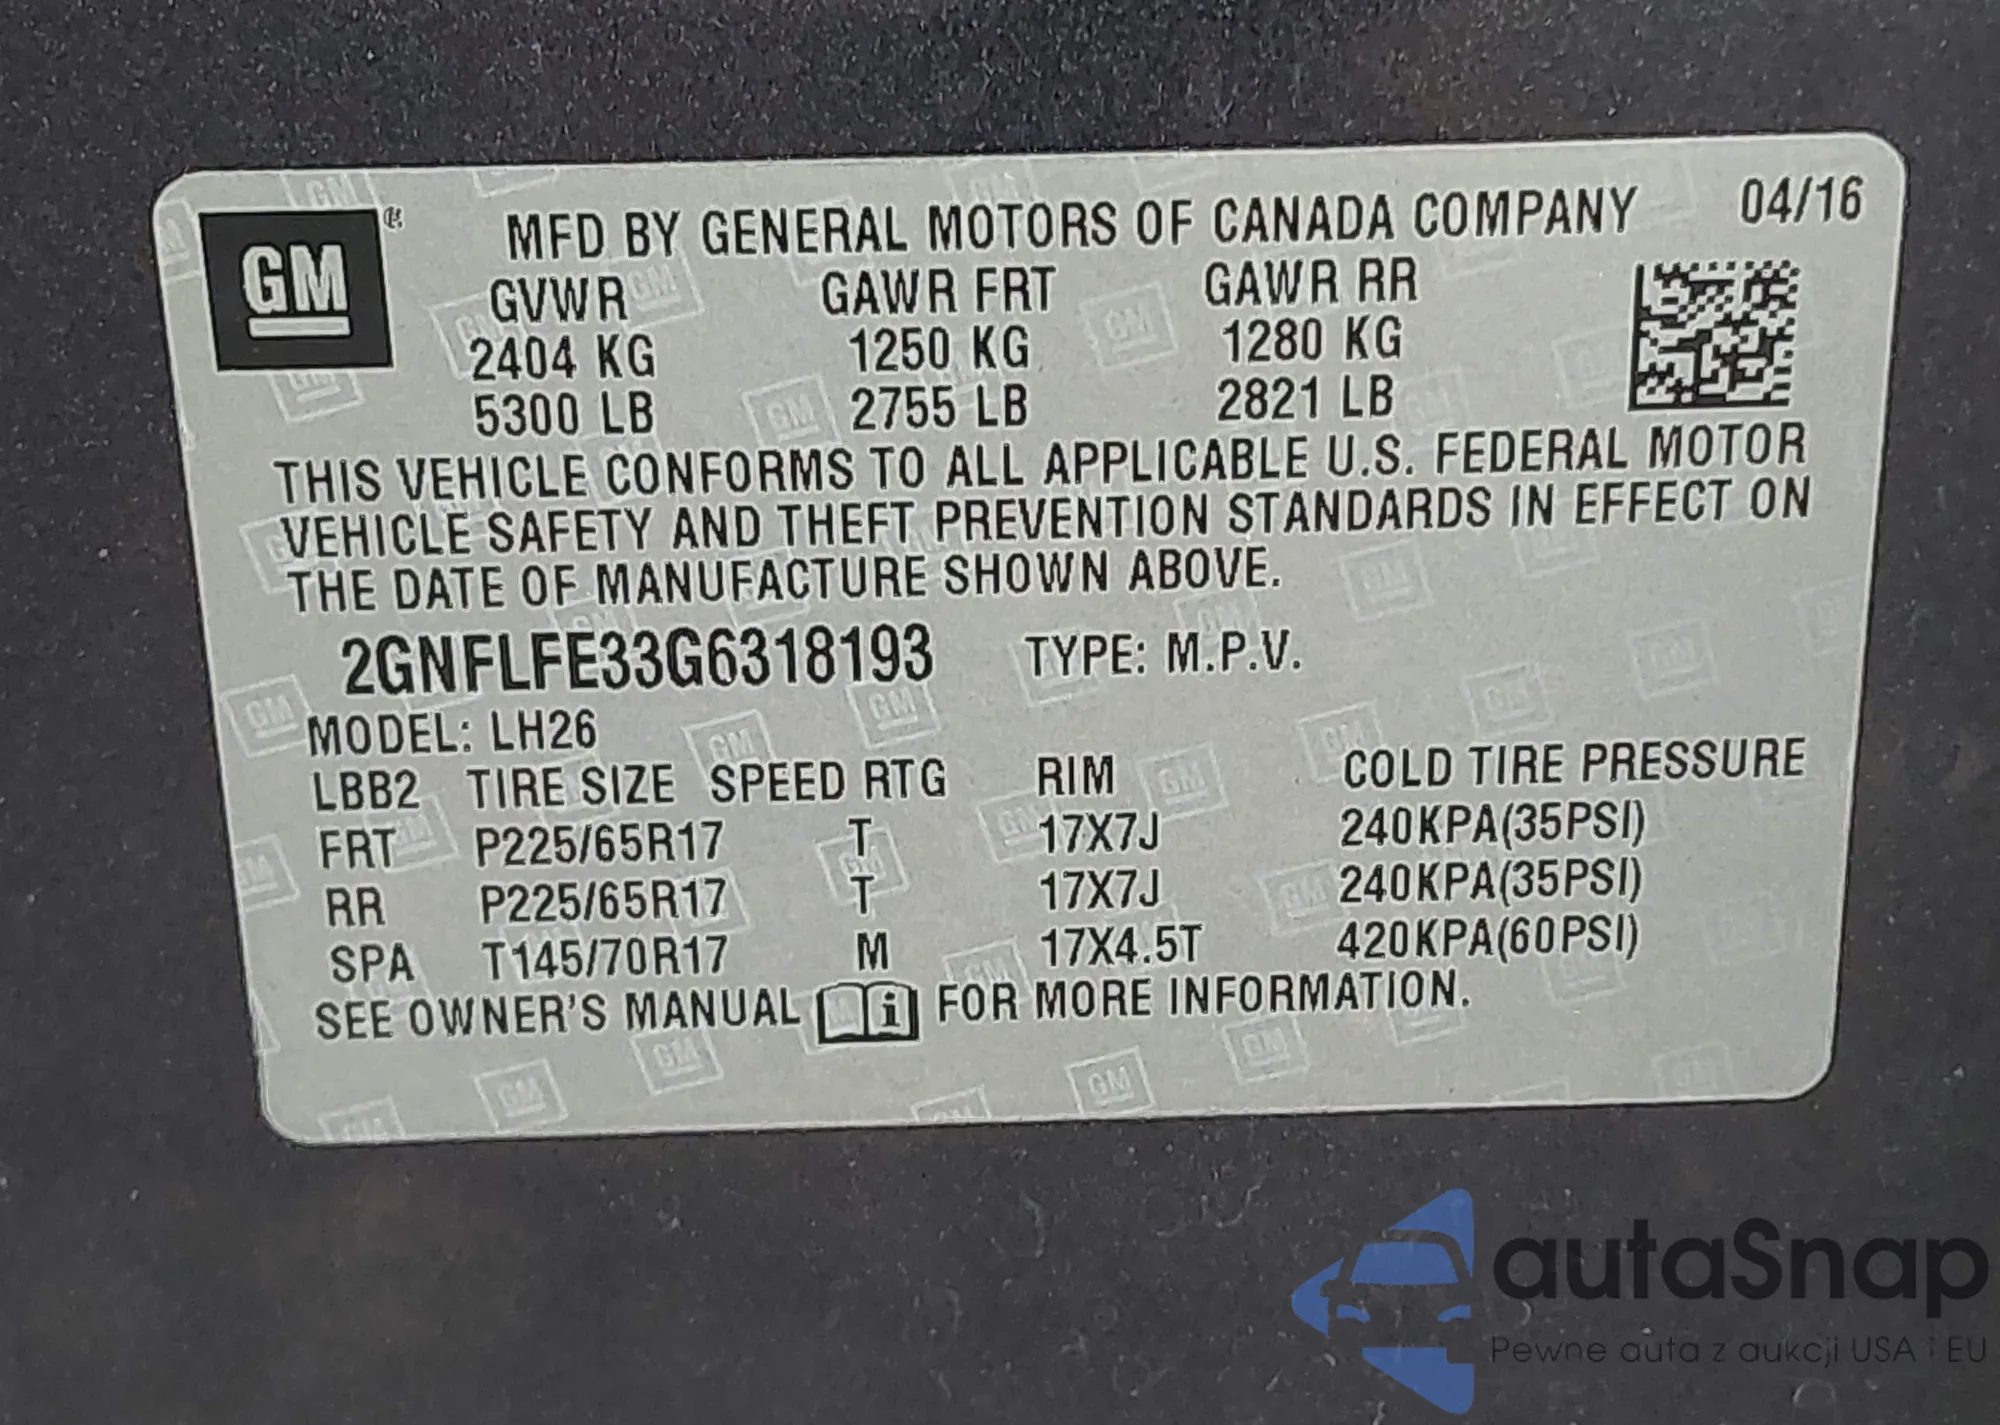 GM
MFD BY GENERAL MOTORS OF CANADA COMPANY 04/16
GVWR GAWR FRT GAWR RR
2404 KG 1250 KG 1280 KG
5300 LB 2755 LB 2821 LB
THIS VEHICLE CONFORMS TO ALL APPLICABLE U.S. FEDERAL MOTOR
VEHICLE SAFETY AND THEFT PREVENTION STANDARDS IN EFFECT ON
THE DATE OF MANUFACTURE SHOWN ABOVE.
2GNFLFE33G6318193 TYPE: M.P.V.
MODEL: LH26
LBB2 TIRE SIZE SPEED RTG RIM COLD TIRE PRESSURE
FRT P225/65R17 T 17X7J 240KPA(35PSI)
RR P225/65R17 T 17X7J 240KPA(35PSI)
SPA T145/70R17 M 17X4.5T 420KPA(60PSI)
SEE OWNER'S MANUAL i FOR MORE INFORMATION.
autaSnap
Pewne auta z aukcji USA i EU